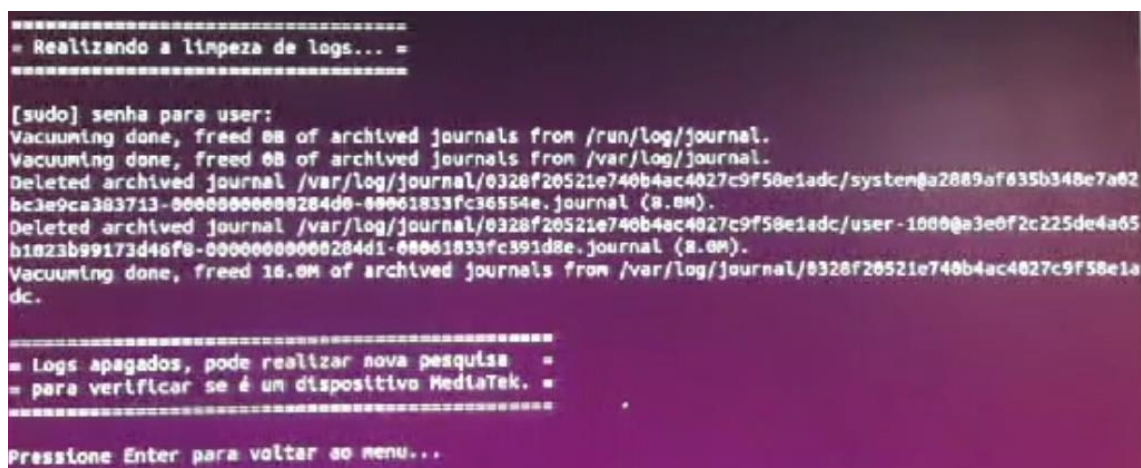 ===================================
= Realizando a limpeza de logs... =
===================================
[sudo] senha para user:
Vacuuming done, freed 0B of archived journals from /run/log/journal.
Vacuuming done, freed 0B of archived journals from /var/log/journal.
Deleted archived journal /var/log/journal/0328f20521e740b4ac4027c9f58e1adc/system@a2889af635b348e7a02
bc3e9ca383713-00000000000284d0-00061833fc36554e.journal (8.0M).
Deleted archived journal /var/log/journal/0328f20521e740b4ac4027c9f58e1adc/user-1000@a3e0f2c225de4a65
b1023b99173d46f8-00000000000284d1-00061833fc391d8e.journal (8.0M).
Vacuuming done, freed 16.0M of archived journals from /var/log/journal/0328f20521e740b4ac4027c9f58e1a
dc.
================================================
= Logs apagados, pode realizar nova pesquisa   =
= para verificar se é um dispositivo MediaTek. =
================================================
Pressione Enter para voltar ao menu...